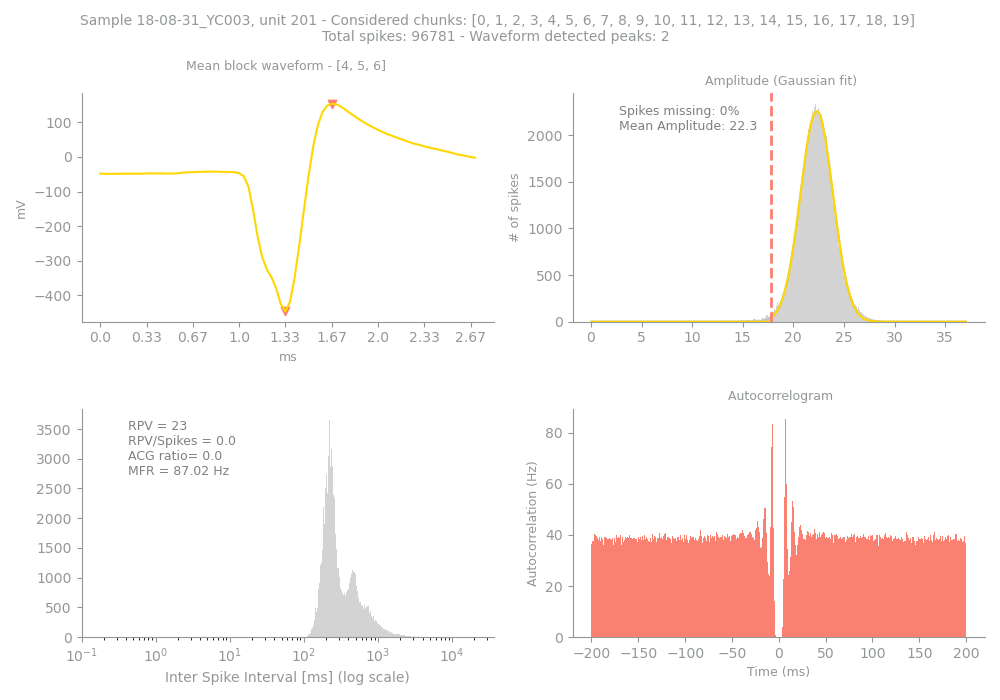 Sample 18-08-31_YC003, unit 201 - Considered chunks: [0, 1, 2, 3, 4, 5, 6, 7, 8, 9, 10, 11, 12, 13, 14, 15, 16, 17, 18, 19]
Total spikes: 96781 - Waveform detected peaks: 2
Mean block waveform - [4, 5, 6]
100
0
−100
−200
−300
−400
mV
0.0 0.33 0.67 1.0 1.33 1.67 2.0 2.33 2.67
ms
Amplitude (Gaussian fit)
Spikes missing: 0%
Mean Amplitude: 22.3
2000
1500
1000
500
0
# of spikes
0 5 10 15 20 25 30 35
RPV = 23
RPV/Spikes = 0.0
ACG ratio= 0.0
MFR = 87.02 Hz
3500
3000
2500
2000
1500
1000
500
0
10⁻¹ 10⁰ 10¹ 10² 10³ 10⁴
Inter Spike Interval [ms] (log scale)
Autocorrelogram
80
60
40
20
0
Autocorrelation (Hz)
−200 −150 −100 −50 0 50 100 150 200
Time (ms)